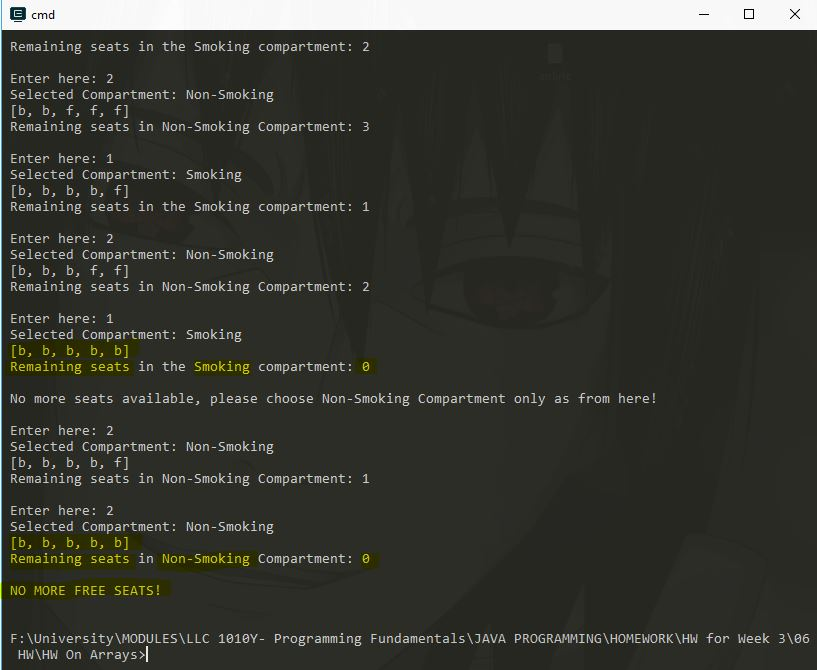 cmd
Remaining seats in the Smoking compartment: 2
Enter here: 2
Selected Compartment: Non-Smoking
[b, b, f, f, f]
Remaining seats in Non-Smoking Compartment: 3
Enter here: 1
Selected Compartment: Smoking
[b, b, b, b, f]
Remaining seats in the Smoking compartment: 1
Enter here: 2
Selected Compartment: Non-Smoking
[b, b, b, f, f]
Remaining seats in Non-Smoking Compartment: 2
Enter here: 1
Selected Compartment: Smoking
[b, b, b, b, b]
Remaining seats in the Smoking compartment: 0
No more seats available, please choose Non-Smoking Compartment only as from here!
Enter here: 2
Selected Compartment: Non-Smoking
[b, b, b, b, f]
Remaining seats in Non-Smoking Compartment: 1
Enter here: 2
Selected Compartment: Non-Smoking
[b, b, b, b, b]
Remaining seats in Non-Smoking Compartment: 0
NO MORE FREE SEATS!
F:\University\MODULES\LLC 1010Y- Programming Fundamentals\JAVA PROGRAMMING\HOMEWORK\HW for Week 3\06
HW\HW On Arrays>